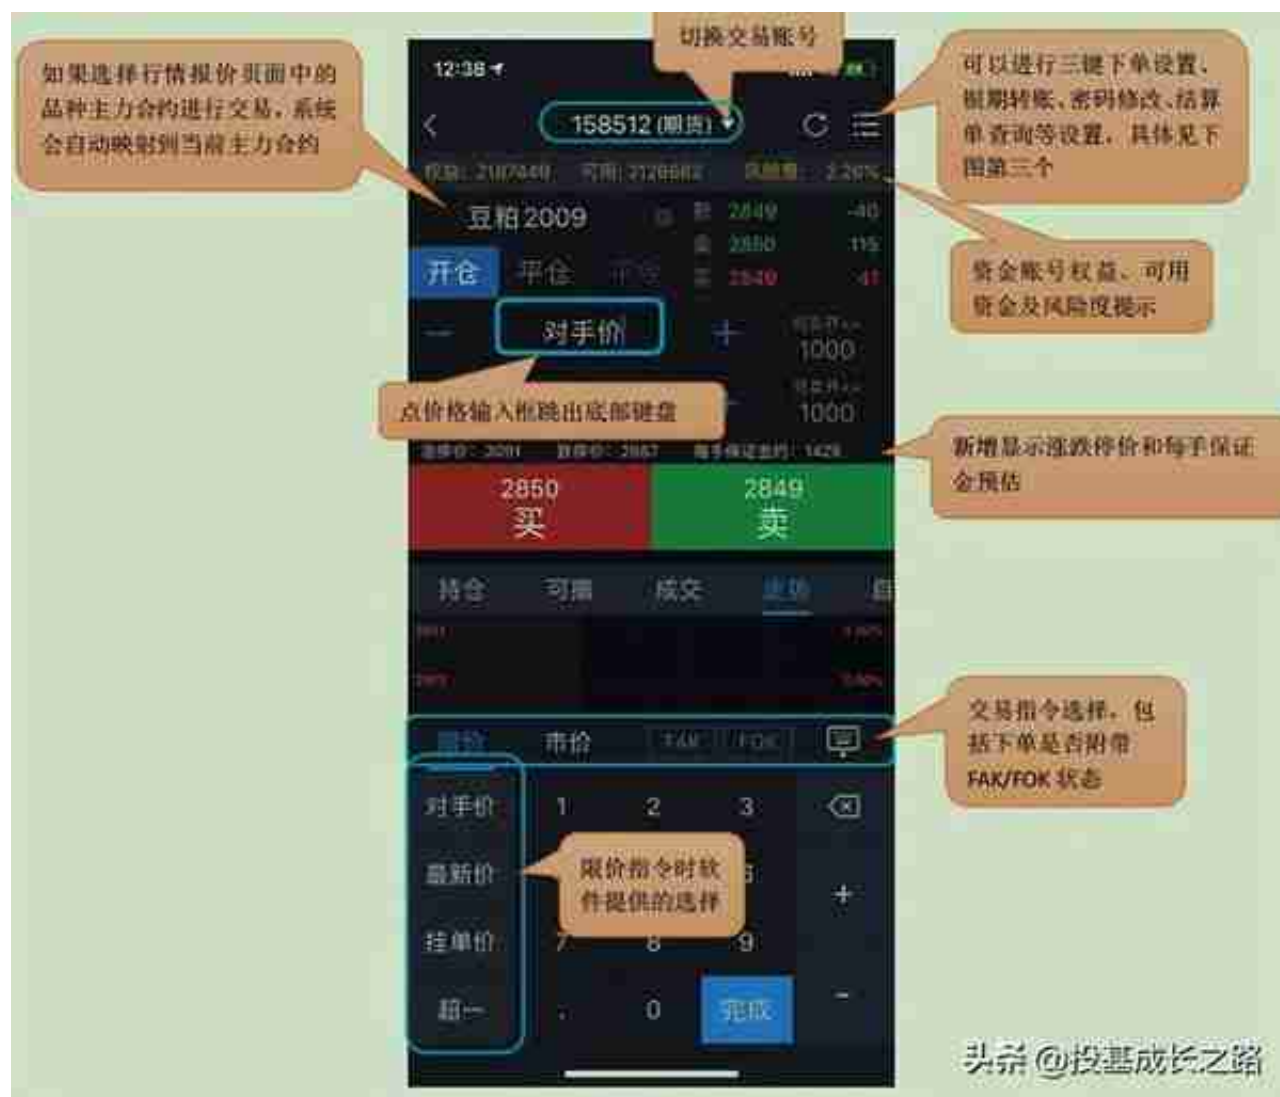 切换交易账号
如果选择行情报价页面中的
品种主力合约进行交易，系统
会自动映射到当前主力合约
12:38
158512 (期货)
可以进行三键下单设置、
银期转账、密码修改、结算
单查询等设置，具体见下
图第三个
权益: 可用: 2.26%
豆粕2009
2849 -40
2850 115
2849 41
资金账号权益、可用
资金及风险度提示
开仓 平仓
对手价
1000
点价格输入框跳出底部键盘
1000
新增显示涨跌停价和每手保证
金预估
2850 2849
买 卖
持仓 可撤 成交
交易指令选择，包
括下单是否附带
FAK/FOK 状态
限价 市价 FAK FOK
对手价 1 2 3
最新价
限价指令时软
件提供的选择
挂单价 7 8 9
超一 . 0 完成
头条 @投基成长之路